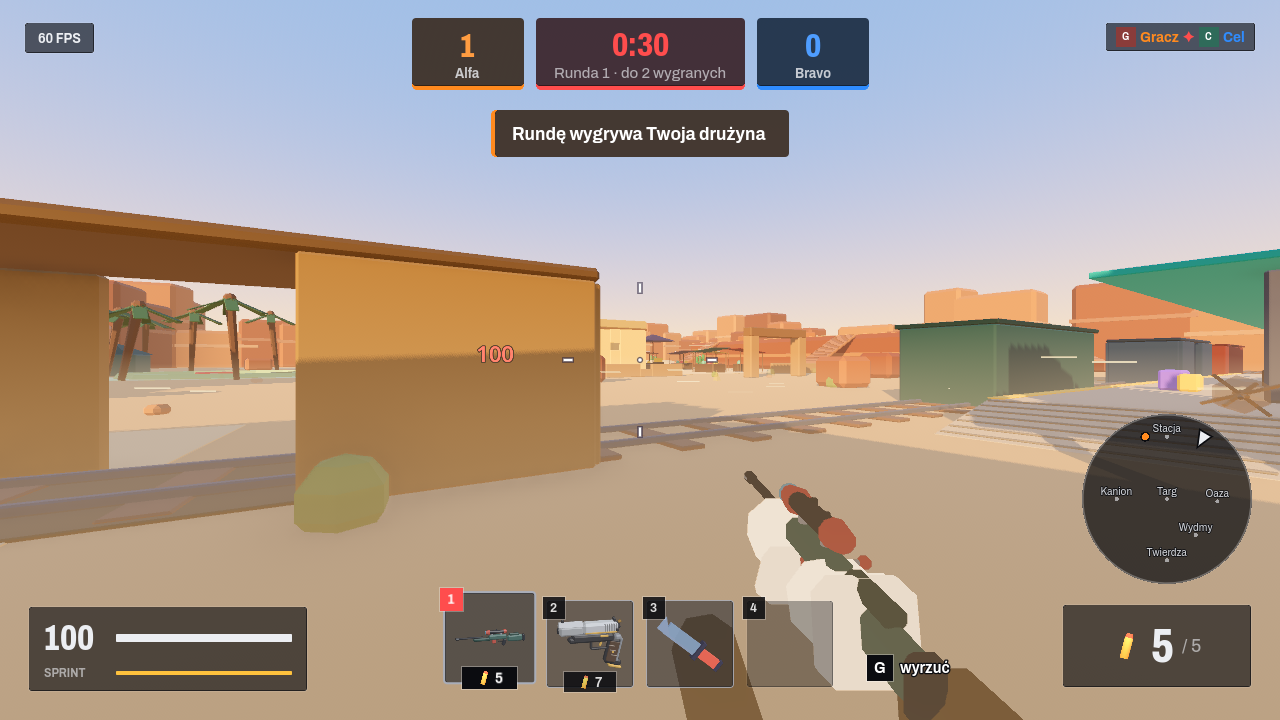 60 FPS
1
Alfa
0:30
Runda 1 · do 2 wygranych
0
Bravo
G Gracz C Cel
Rundę wygrywa Twoja drużyna
100
Stacja
Kanion
Targ
Oaza
Wydmy
Twierdza
100
SPRINT
1
5
2
7
3
4
G wyrzuć
5 / 5